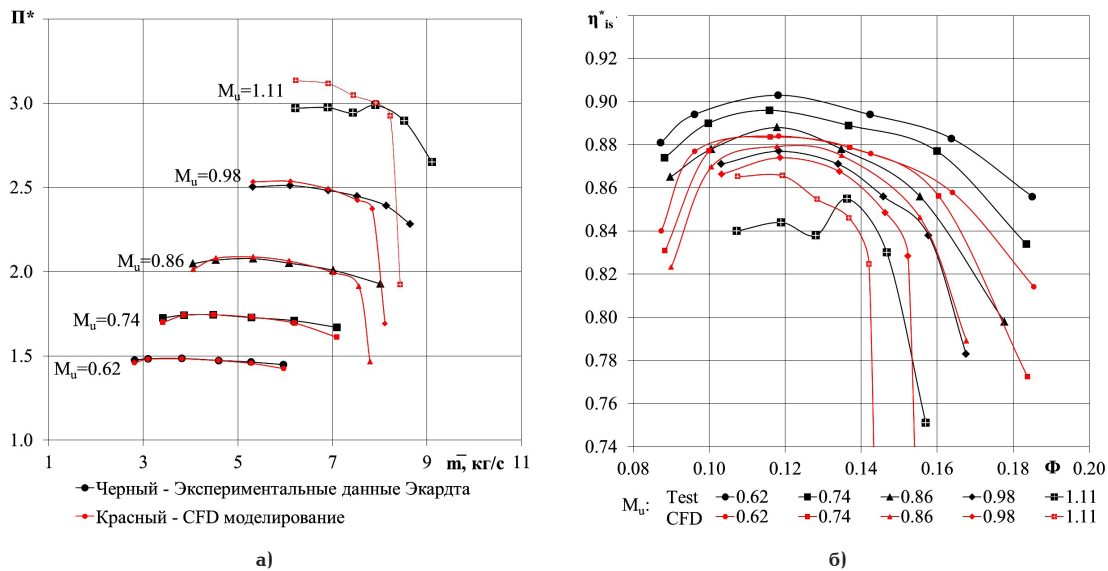 П*
3.0
2.5
2.0
1.5
1.0
Mu=1.11
Mu=0.98
Mu=0.86
Mu=0.74
Mu=0.62
1 3 5 7 9 11
m̅, кг/с
Черный - Экспериментальные данные Экардта
Красный - CFD моделирование
а)
η*is
0.92
0.90
0.88
0.86
0.84
0.82
0.80
0.78
0.76
0.74
0.08 0.10 0.12 0.14 0.16 0.18 0.20
Ф
Mu:
Test 0.62 0.74 0.86 0.98 1.11
CFD 0.62 0.74 0.86 0.98 1.11
б)